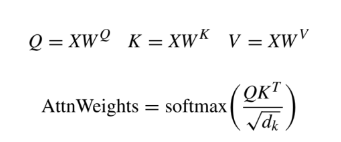 Q = XW^Q K = XW^K V = XW^V
AttnWeights = softmax(QK^T / √d_k)